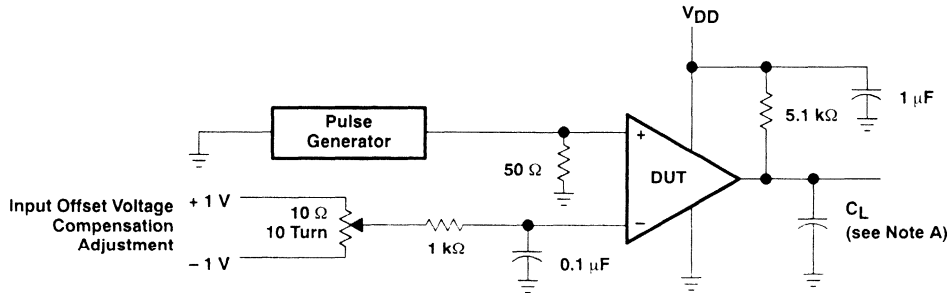 VDD
1 µF
5.1 kΩ
Pulse
Generator
+
50 Ω
DUT
Input Offset Voltage
Compensation
Adjustment
+ 1 V
10 Ω
10 Turn
– 1 V
1 kΩ
–
0.1 µF
CL
(see Note A)